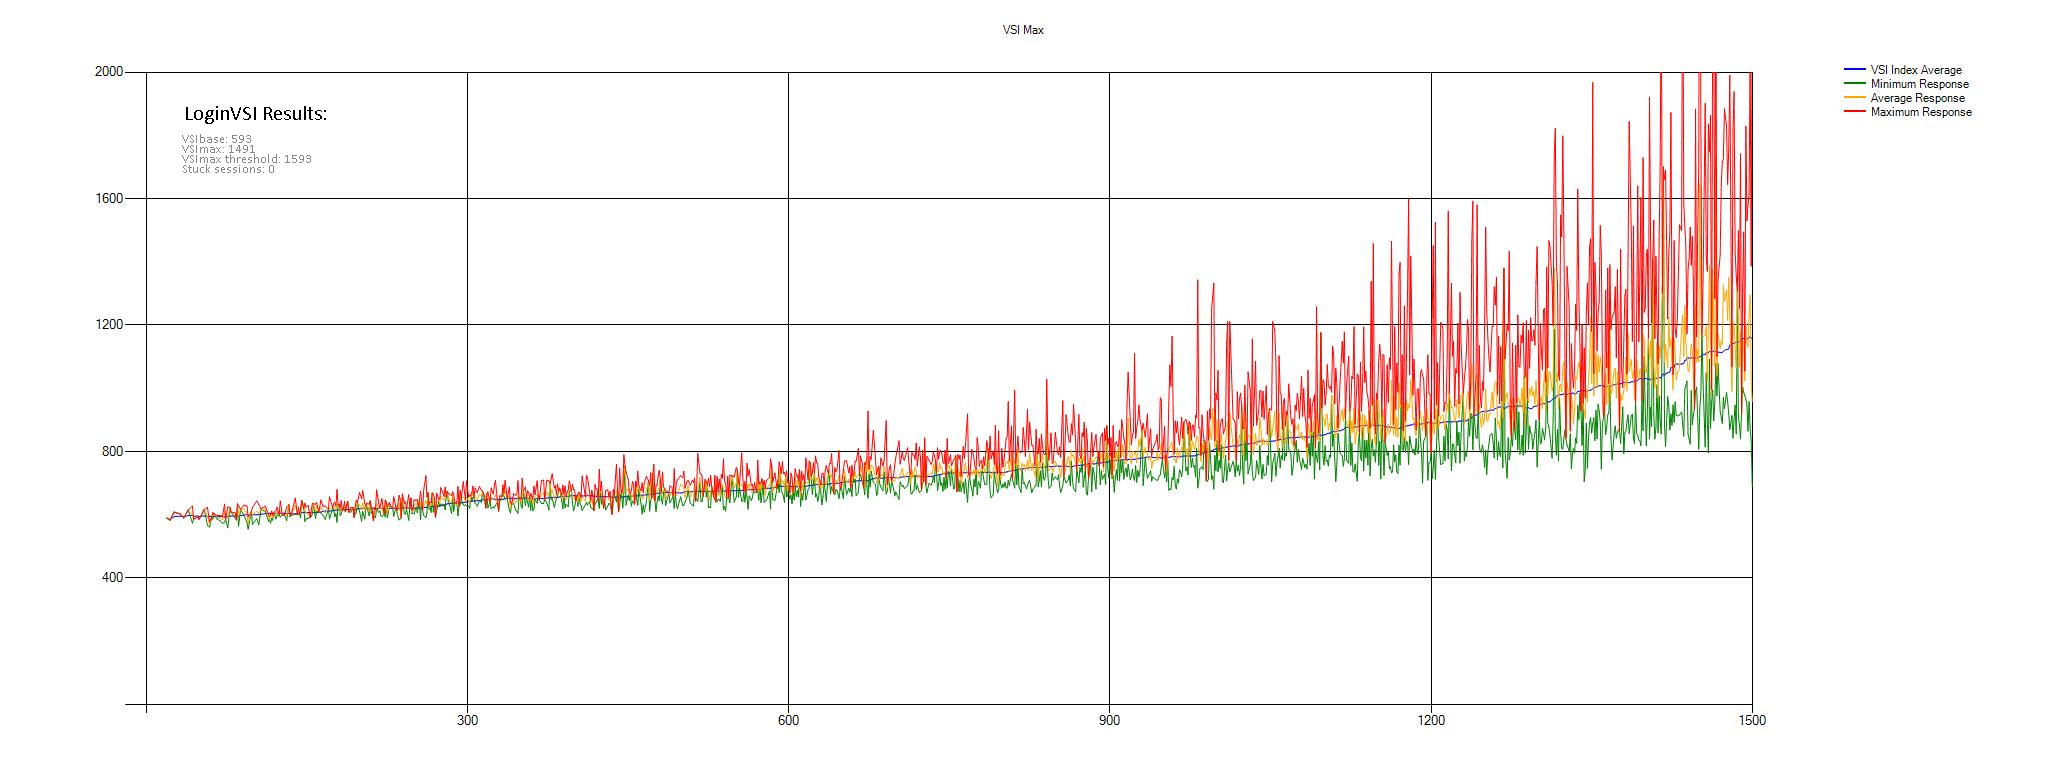 VSI Max
2000
1600
1200
800
400
300
600
900
1200
1500
LoginVSI Results:
VSIbase: 593
VSImax: 1491
VSImax threshold: 1593
Stuck sessions: 0
VSI Index Average
Minimum Response
Average Response
Maximum Response